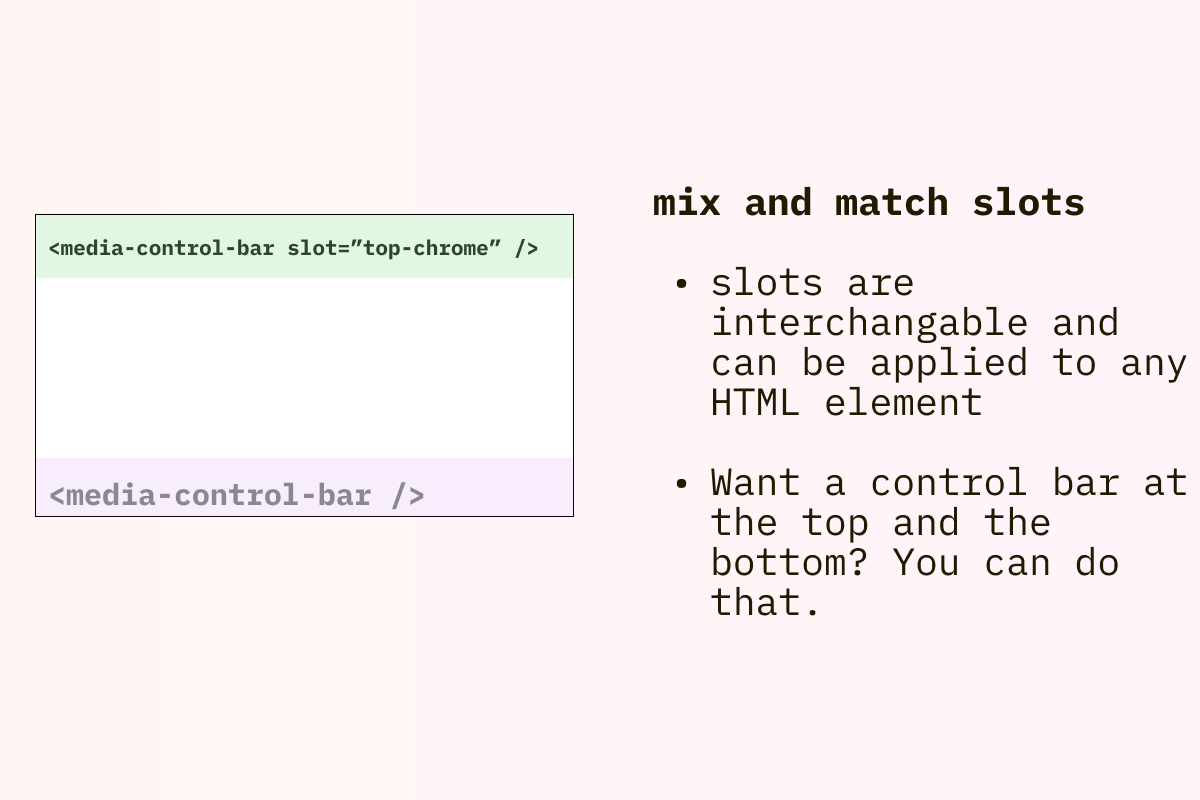 <media-control-bar slot=”top-chrome” />
<media-control-bar />
mix and match slots
• slots are
interchangable and
can be applied to any
HTML element
• Want a control bar at
the top and the
bottom? You can do
that.